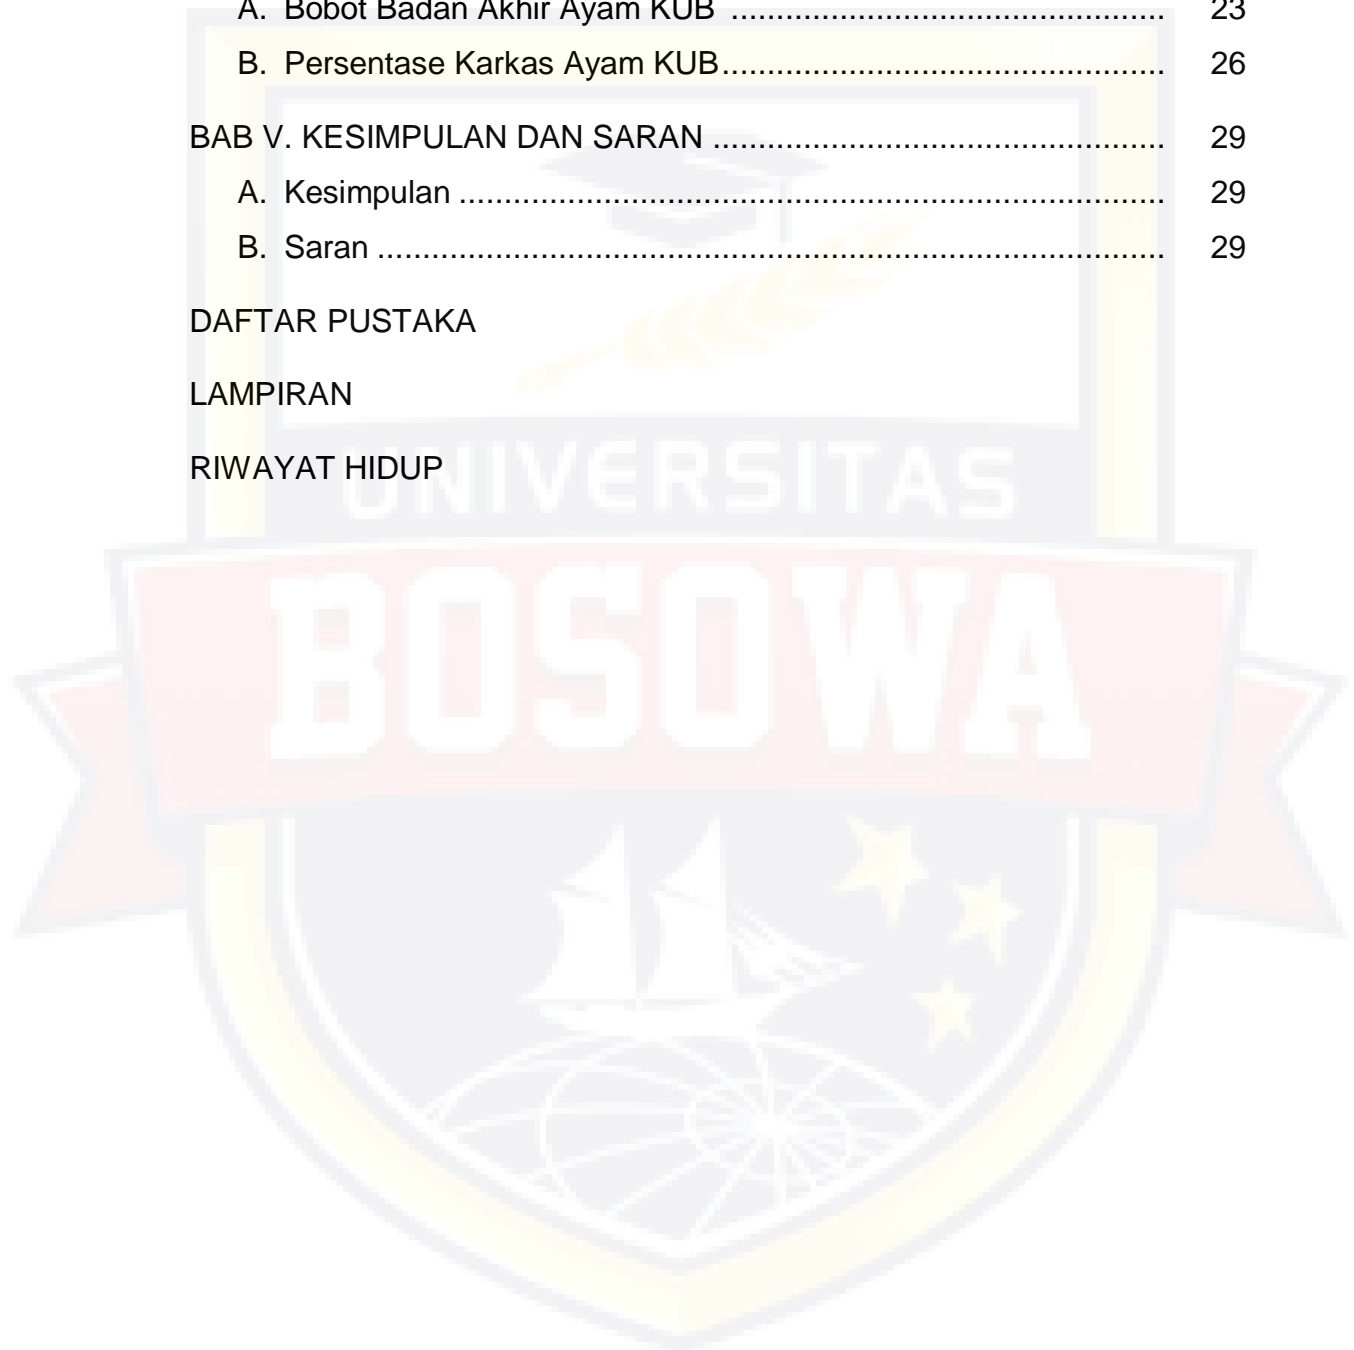 A. Bobot Badan Akhir Ayam KUB ................................................ 23
B. Persentase Karkas Ayam KUB................................................. 26
BAB V. KESIMPULAN DAN SARAN .................................................. 29
A. Kesimpulan .............................................................................. 29
B. Saran ....................................................................................... 29
DAFTAR PUSTAKA
LAMPIRAN
RIWAYAT HIDUP
UNIVERSITAS
BOSOWA